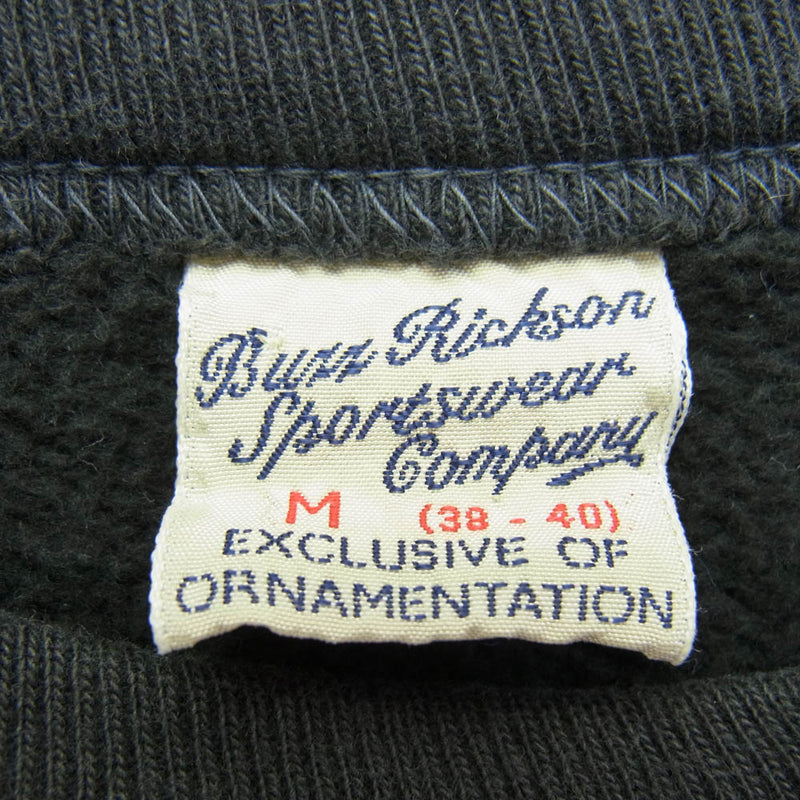 Buzz Rickson
Sportswear
Company
M (38 - 40)
EXCLUSIVE OF
ORNAMENTATION